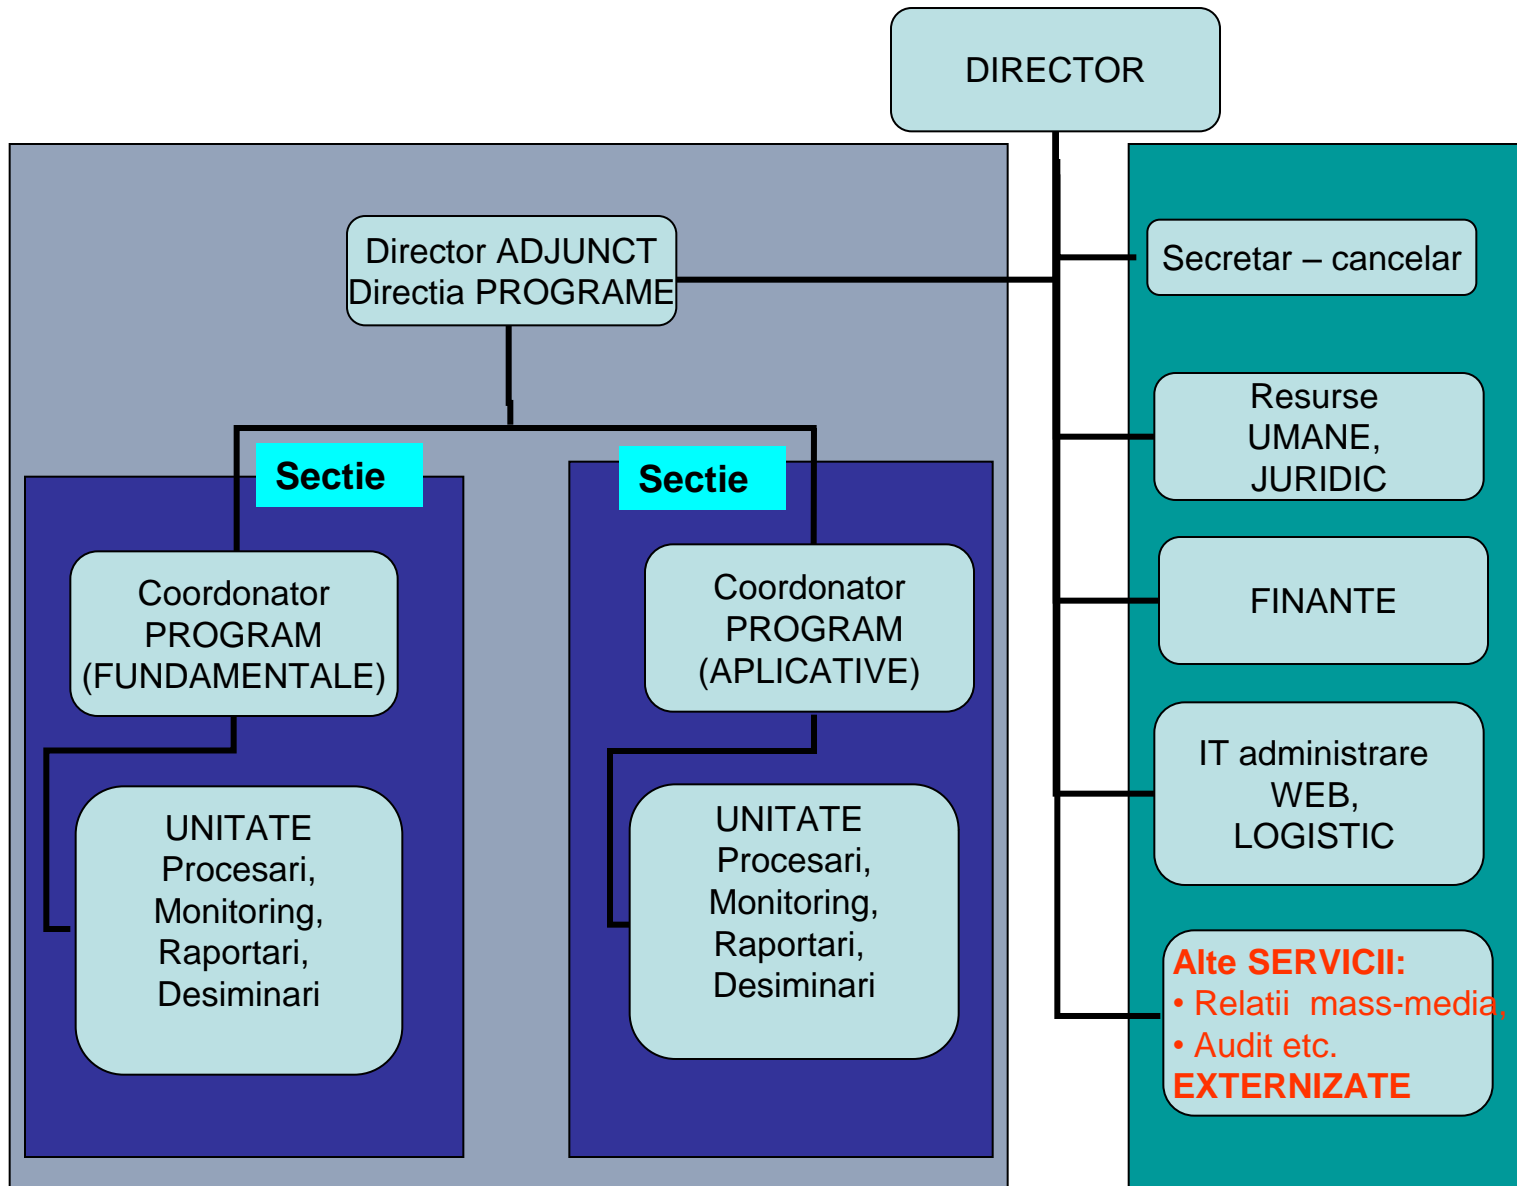 DIRECTOR
Director ADJUNCT
Directia PROGRAME
Secretar – cancelar
Resurse
UMANE,
JURIDIC
FINANTE
IT administrare
WEB,
LOGISTIC
Alte SERVICII:
• Relatii mass-media,
• Audit etc.
EXTERNIZATE
Sectie
Coordonator
PROGRAM
(FUNDAMENTALE)
UNITATE
Procesari,
Monitoring,
Raportari,
Desiminari
Sectie
Coordonator
PROGRAM
(APLICATIVE)
UNITATE
Procesari,
Monitoring,
Raportari,
Desiminari